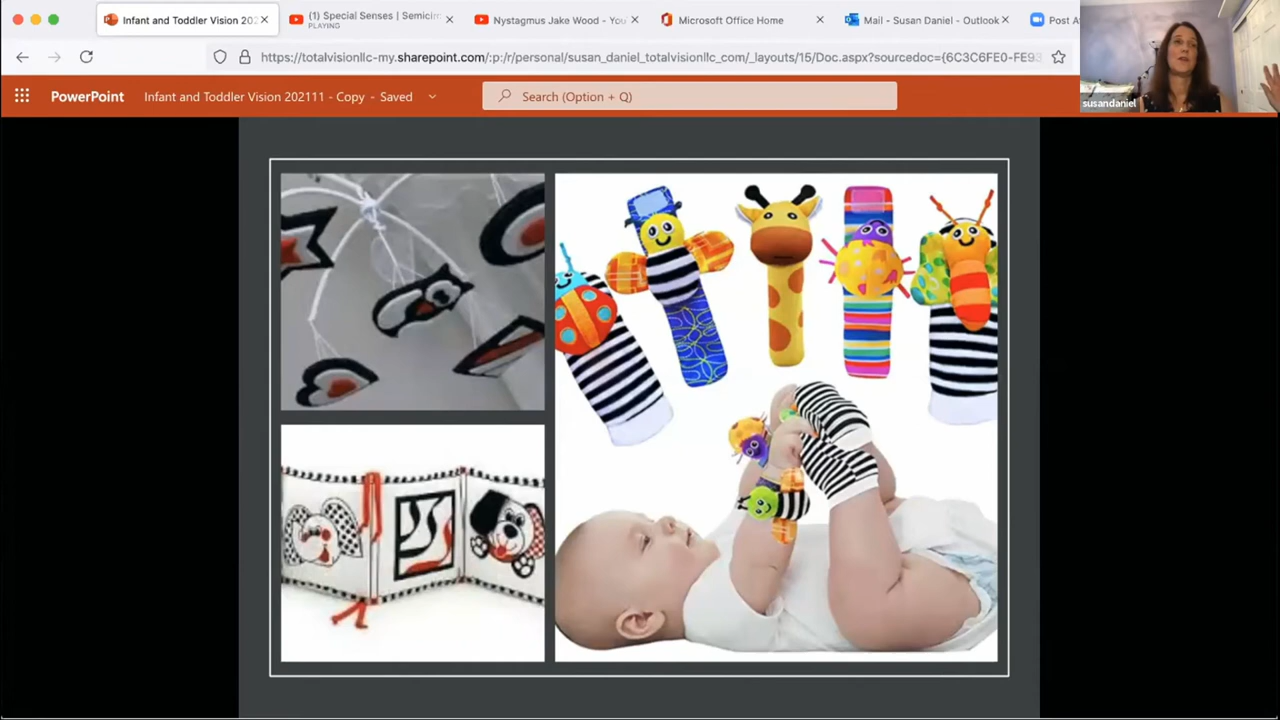 Infant and Toddler Vision 202
(1) Special Senses | Semicirc
PLAYING
Nystagmus Jake Wood - You
Microsoft Office Home
Mail - Susan Daniel - Outlook
Post A
https://totalvisionllc-my.sharepoint.com/:p:/r/personal/susan_daniel_totalvisionllc_com/_layouts/15/Doc.aspx?sourcedoc={6C3C6FE0-FE93
PowerPoint
Infant and Toddler Vision 202111 - Copy - Saved
Search (Option + Q)
susandaniel